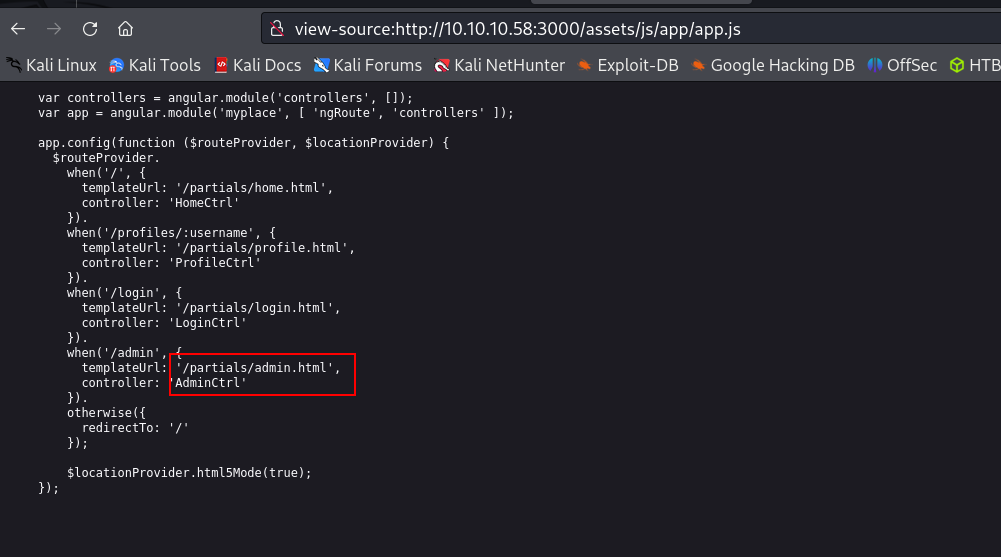 view-source:http://10.10.10.58:3000/assets/js/app/app.js
Kali Linux Kali Tools Kali Docs Kali Forums Kali NetHunter Exploit-DB Google Hacking DB OffSec HTB
var controllers = angular.module('controllers', []);
var app = angular.module('myplace', [ 'ngRoute', 'controllers' ]);
app.config(function ($routeProvider, $locationProvider) {
$routeProvider.
when('/', {
templateUrl: '/partials/home.html',
controller: 'HomeCtrl'
}).
when('/profiles/:username', {
templateUrl: '/partials/profile.html',
controller: 'ProfileCtrl'
}).
when('/login', {
templateUrl: '/partials/login.html',
controller: 'LoginCtrl'
}).
when('/admin', {
templateUrl: '/partials/admin.html',
controller: 'AdminCtrl'
}).
otherwise({
redirectTo: '/'
});
$locationProvider.html5Mode(true);
});